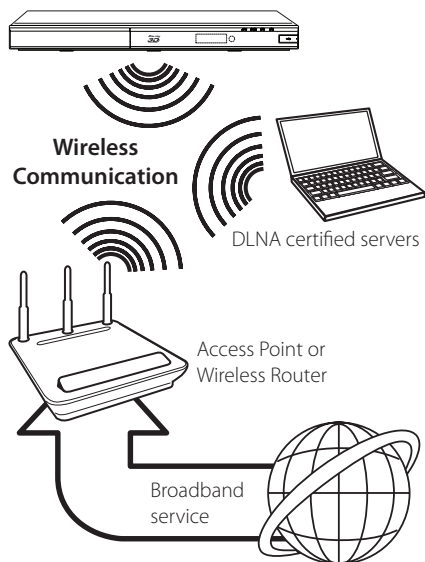 3D
Wireless
Communication
DLNA certified servers
Access Point or
Wireless Router
Broadband
service